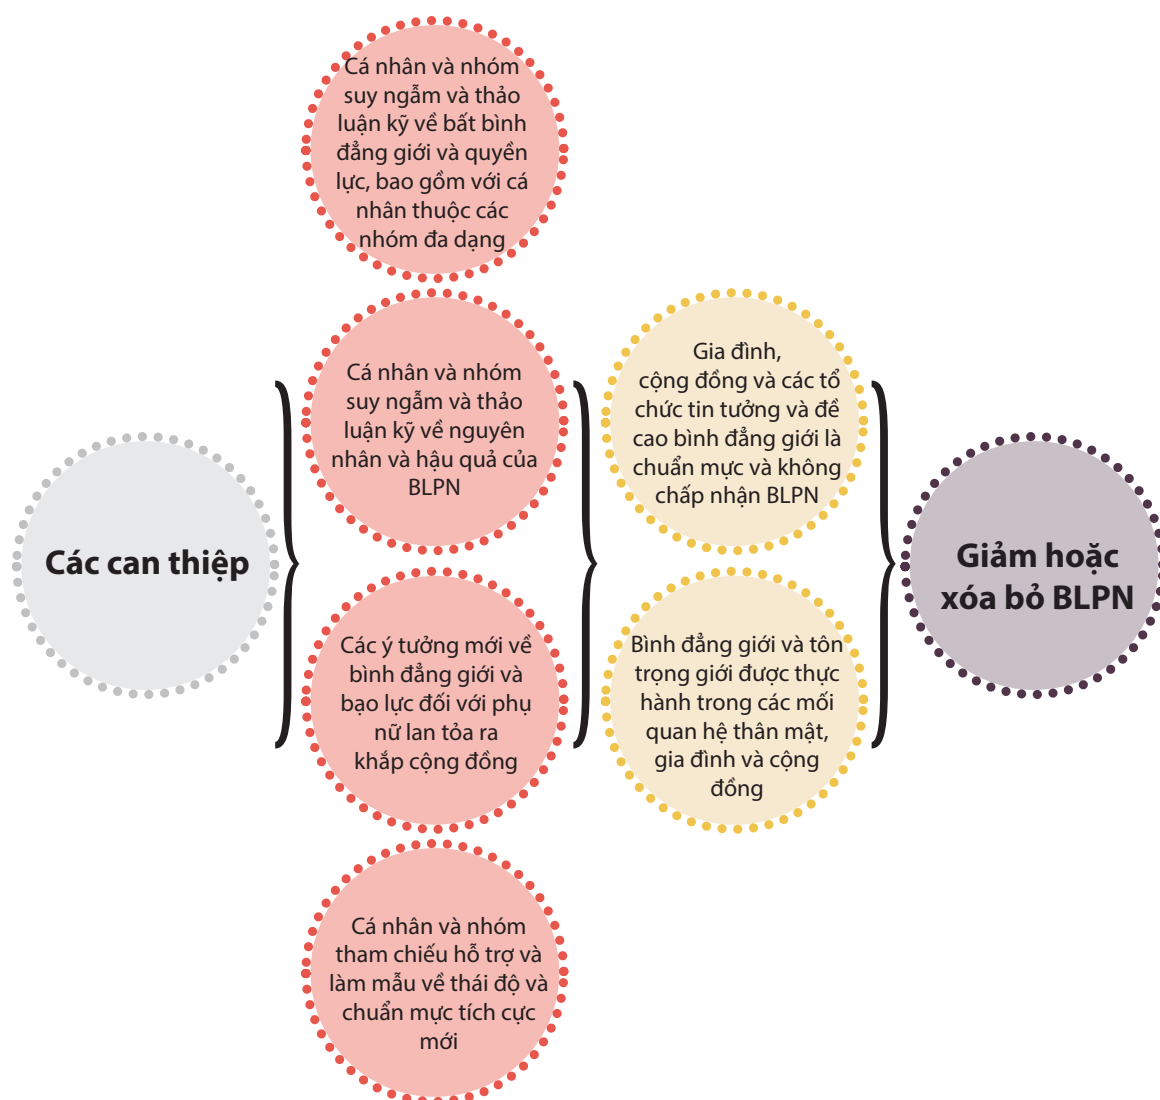 Các can thiệp
Cá nhân và nhóm
suy ngẫm và thảo
luận kỹ về bất bình
đẳng giới và quyền
lực, bao gồm với cá
nhân thuộc các
nhóm đa dạng
Cá nhân và nhóm
suy ngẫm và thảo
luận kỹ về nguyên
nhân và hậu quả của
BLPN
Các ý tưởng mới về
bình đẳng giới và
bạo lực đối với phụ
nữ lan tỏa ra
khắp cộng đồng
Cá nhân và nhóm
tham chiếu hỗ trợ và
làm mẫu về thái độ và
chuẩn mực tích cực
mới
Gia đình,
cộng đồng và các tổ
chức tin tưởng và đề
cao bình đẳng giới là
chuẩn mực và không
chấp nhận BLPN
Bình đẳng giới và tôn
trọng giới được thực
hành trong các mối
quan hệ thân mật,
gia đình và cộng
đồng
Giảm hoặc
xóa bỏ BLPN